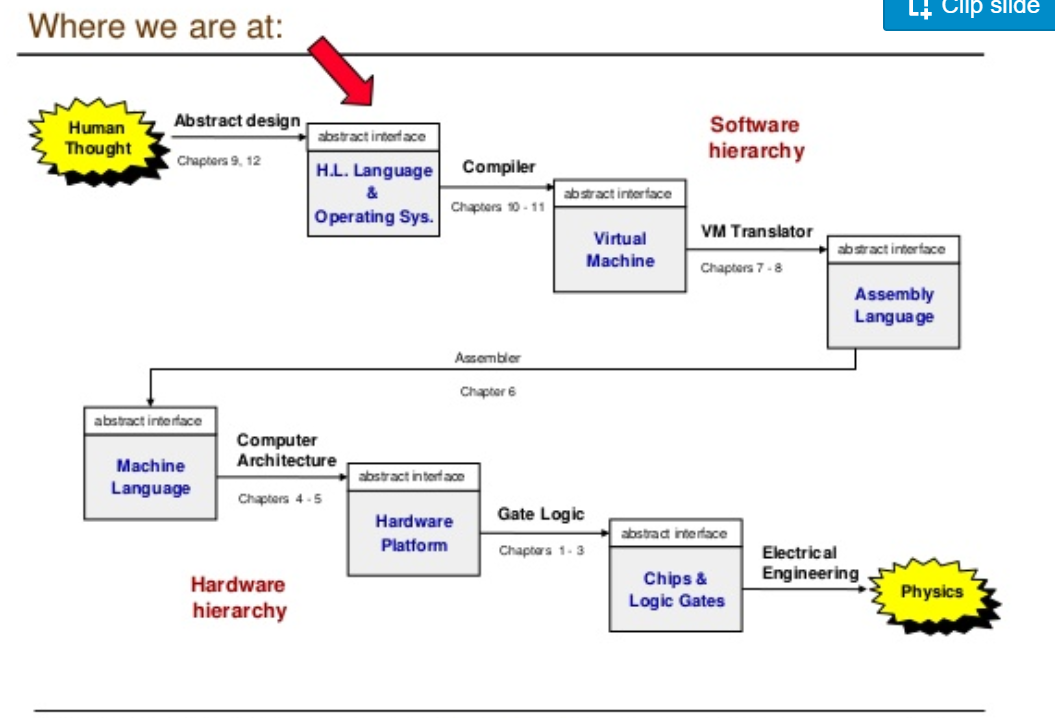 Where we are at:
Clip slide
Human
Thought
Abstract design
Chapters 9, 12
abstract interface
H.L. Language
&
Operating Sys.
Compiler
Chapters 10 - 11
Software
hierarchy
abstract interface
Virtual
Machine
VM Translator
Chapters 7 - 8
abstract interface
Assembly
Language
Assembler
Chapter 6
abstract interface
Machine
Language
Computer
Architecture
Chapters 4 - 5
abstract interface
Hardware
Platform
Gate Logic
Chapters 1 - 3
abstract interface
Chips &
Logic Gates
Electrical
Engineering
Physics
Hardware
hierarchy